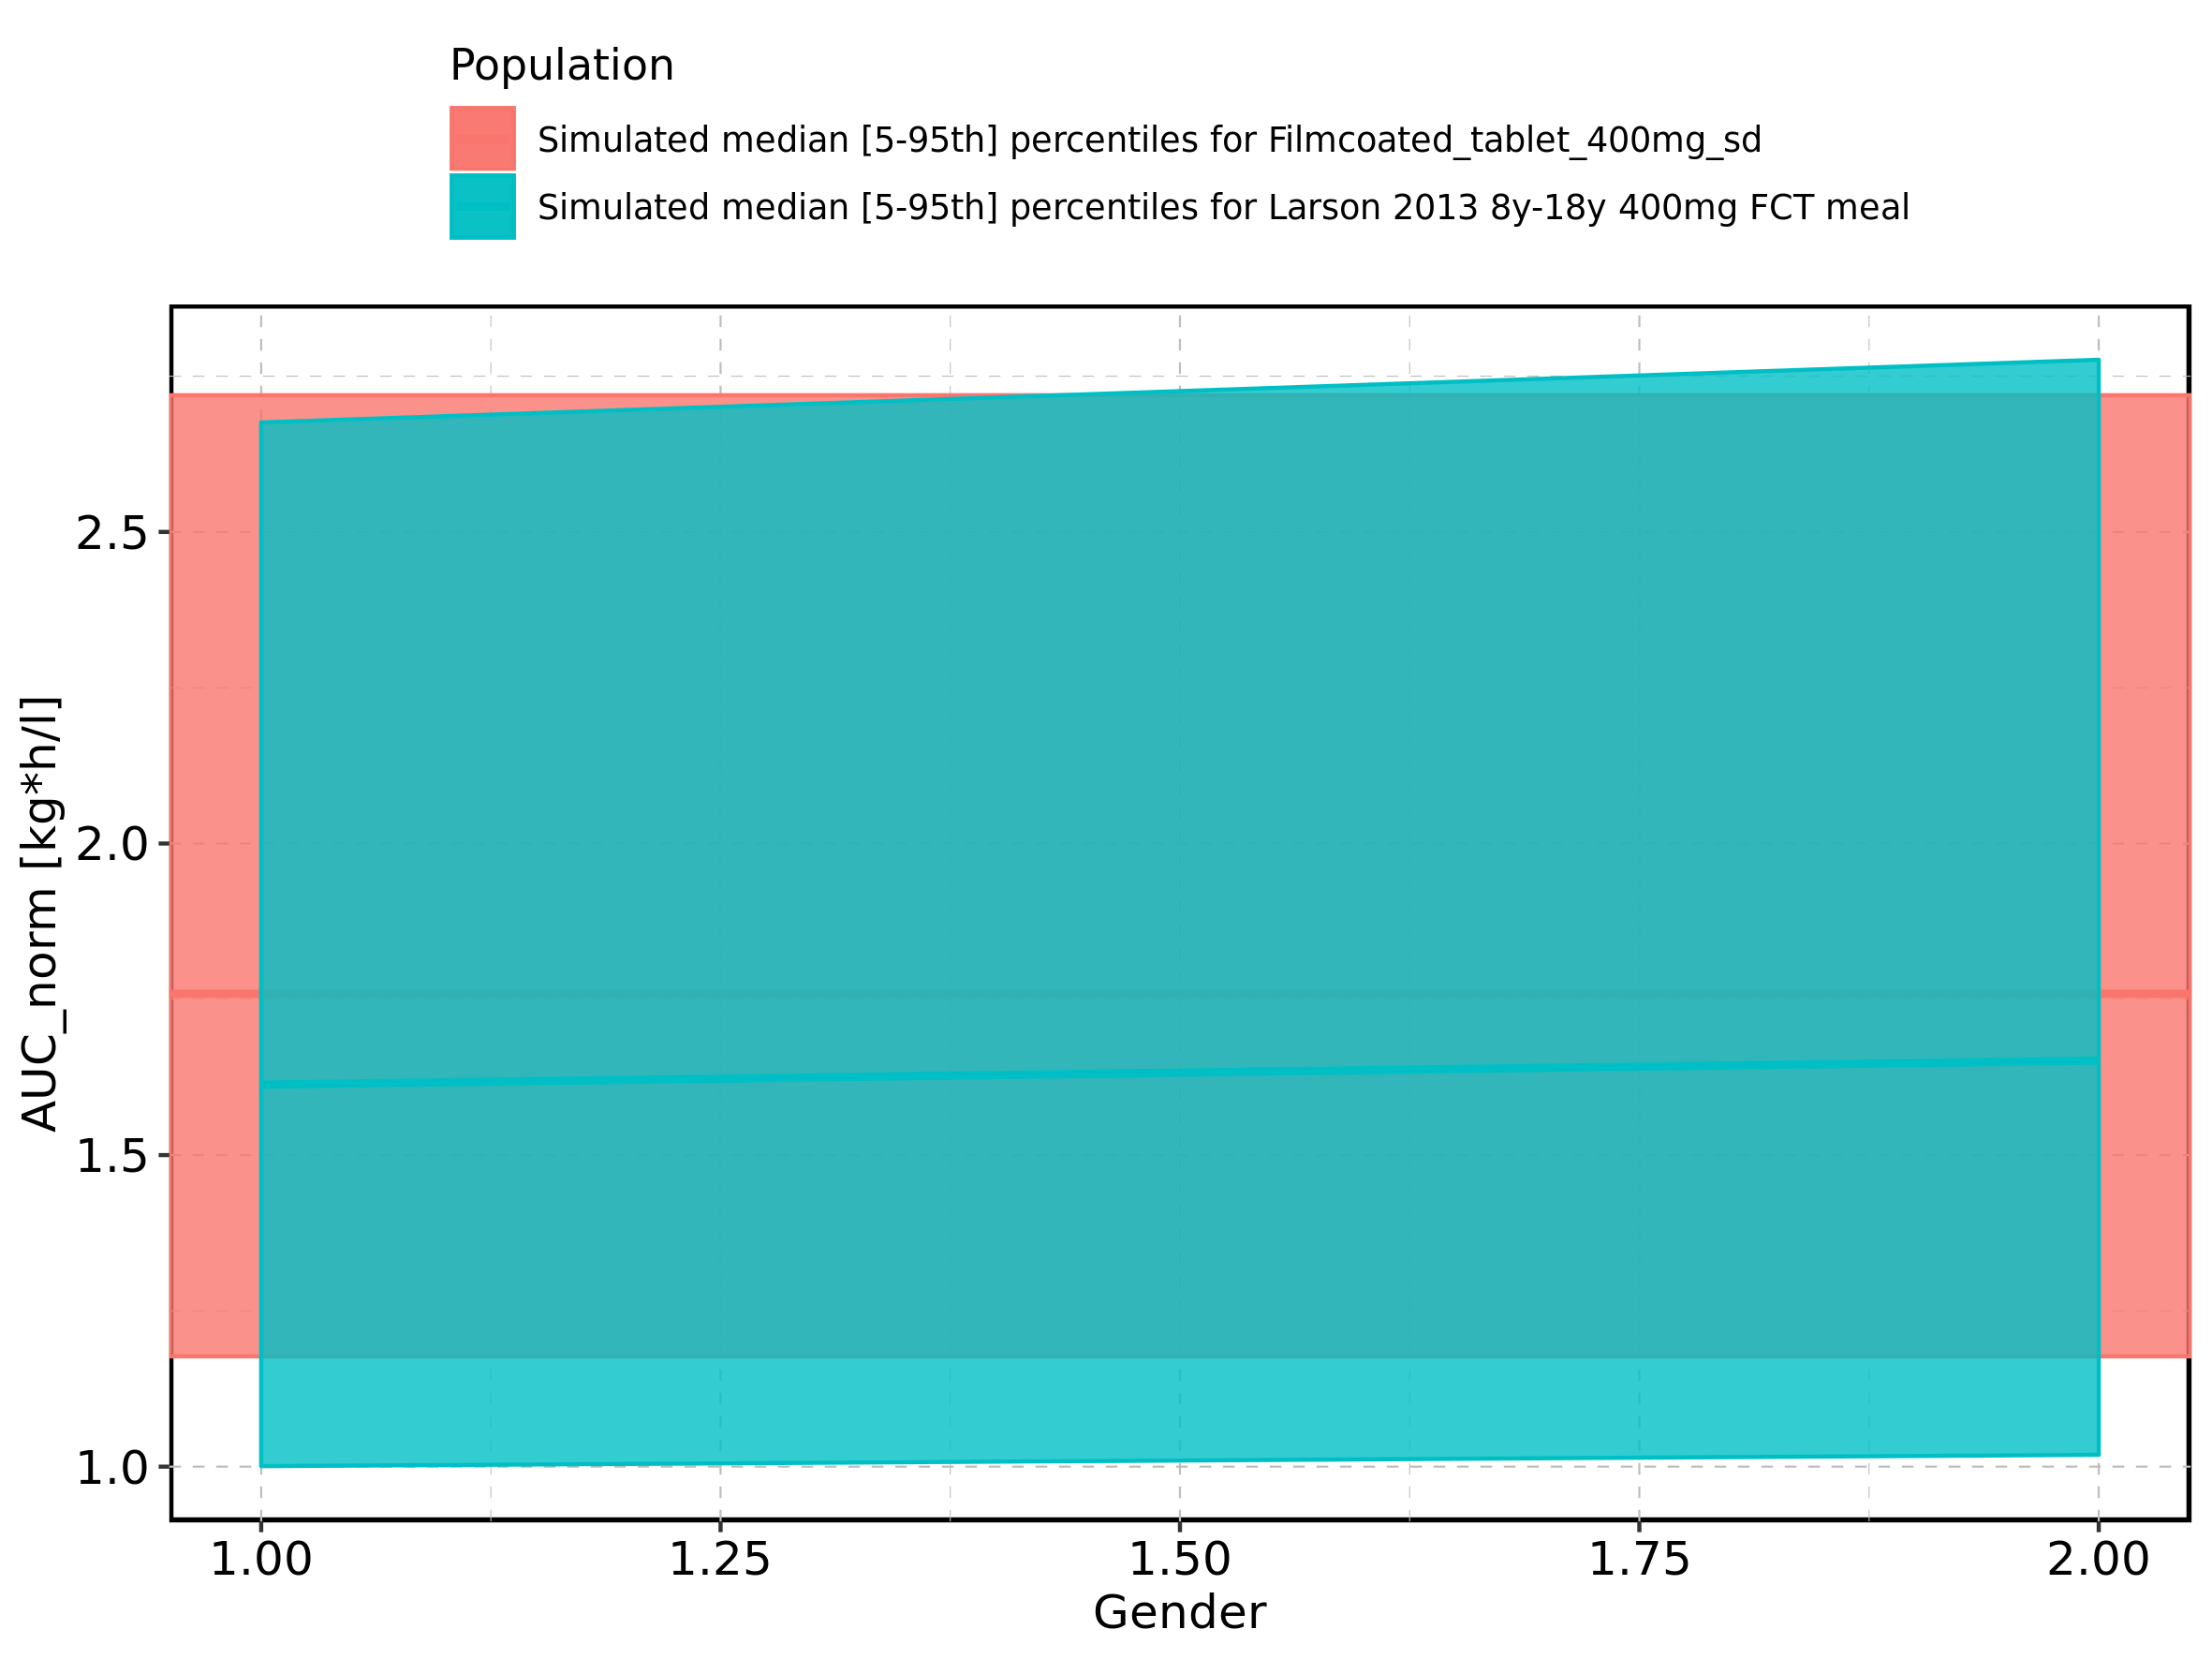 Population
Simulated median [5-95th] percentiles for Filmcoated_tablet_400mg_sd
Simulated median [5-95th] percentiles for Larson 2013 8y-18y 400mg FCT meal
AUC_norm [kg*h/l]
2.5
2.0
1.5
1.0
1.00 1.25 1.50 1.75 2.00
Gender